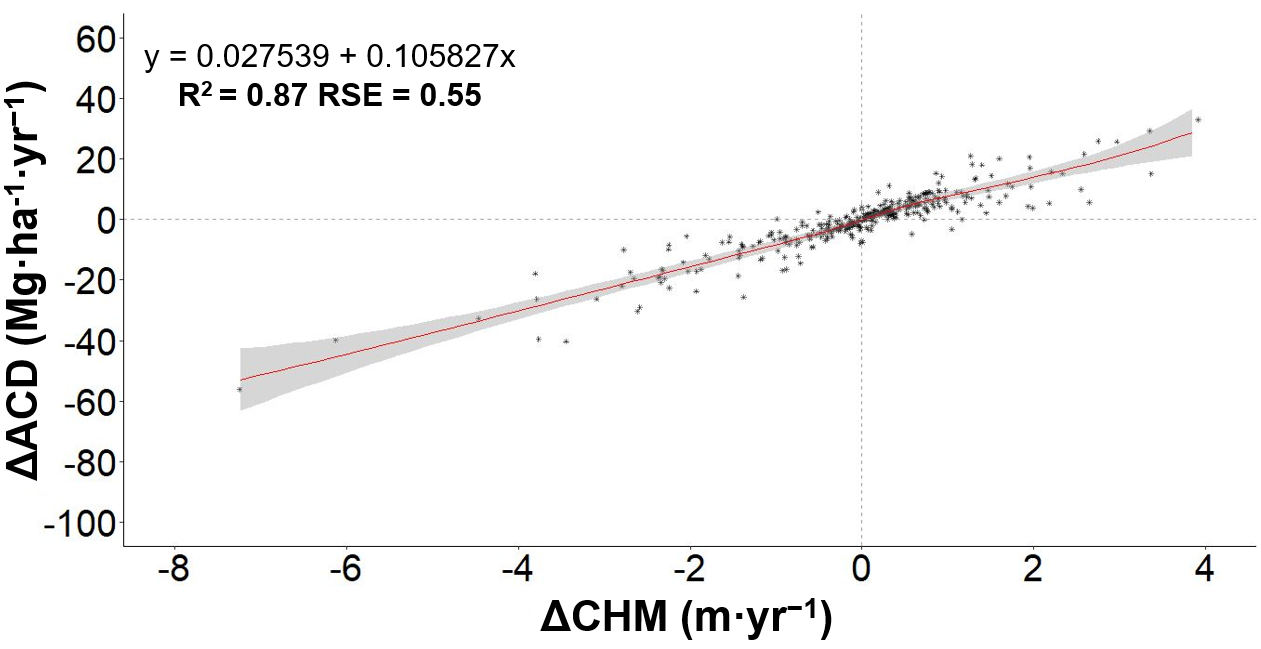 y = 0.027539 + 0.105827x
R² = 0.87 RSE = 0.55
60
40
20
0
-20
-40
-60
-80
-100
ΔACD (Mg·ha⁻¹·yr⁻¹)
-8 -6 -4 -2 0 2 4
ΔCHM (m·yr⁻¹)